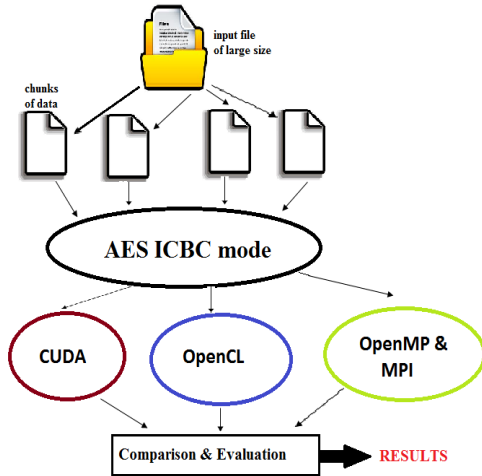 Files
input file
of large size
chunks
of data
AES ICBC mode
CUDA
OpenCL
OpenMP &
MPI
Comparison & Evaluation
RESULTS